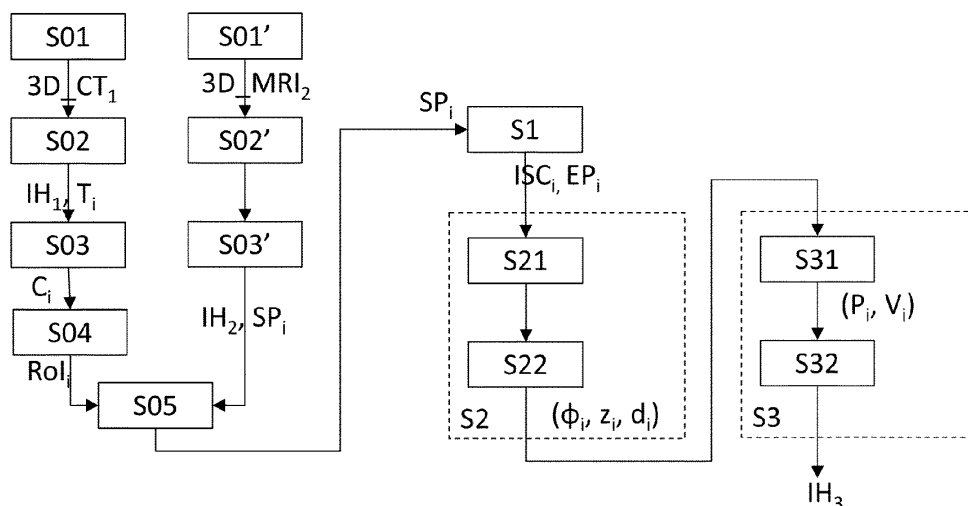 S01
3D CT₁
S02
IH₁, Tᵢ
S03
Cᵢ
S04
RoIᵢ
S01’
3D MRI₂
S02’
S03’
IH₂, SPᵢ
S05
SPᵢ
S1
ISCᵢ, EPᵢ
S21
S22
S2
(ϕᵢ, zᵢ, dᵢ)
S31
(Pᵢ, Vᵢ)
S32
S3
IH₃